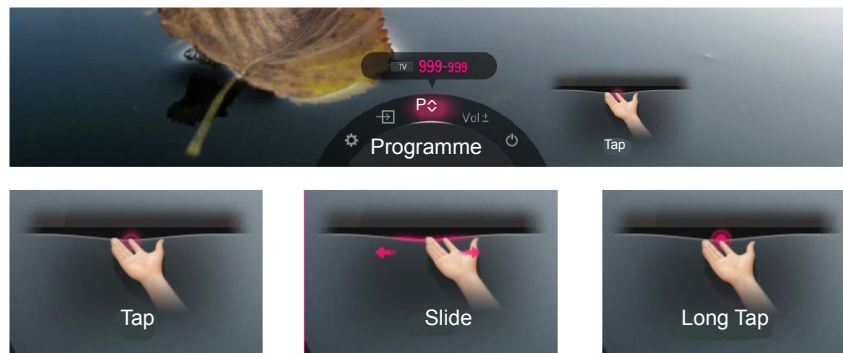 TV 999-999
P
Vol ±
Programme
Tap
Tap
Slide
Long Tap